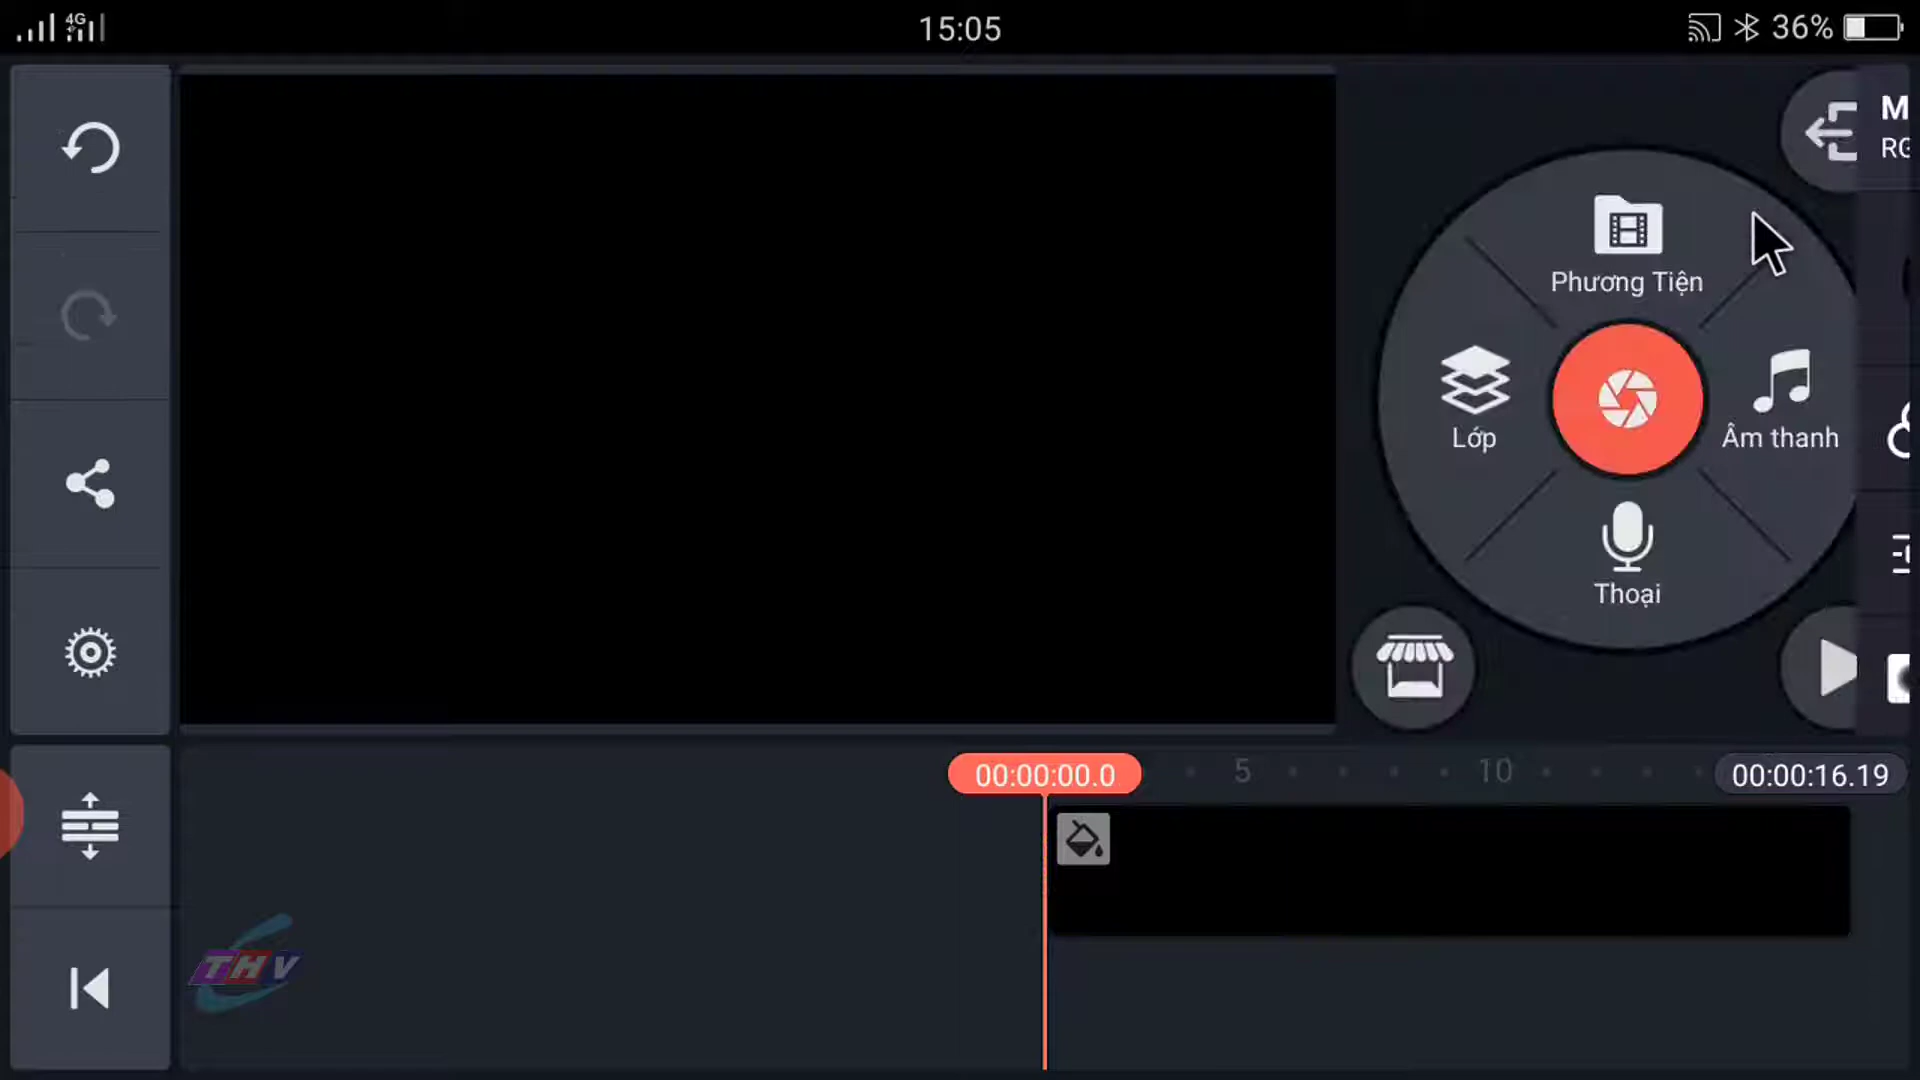 4G
15:05
36%
M
RG
Phương Tiện
Lớp
Âm thanh
Thoại
00:00:00.0
5
10
00:00:16.19
THV